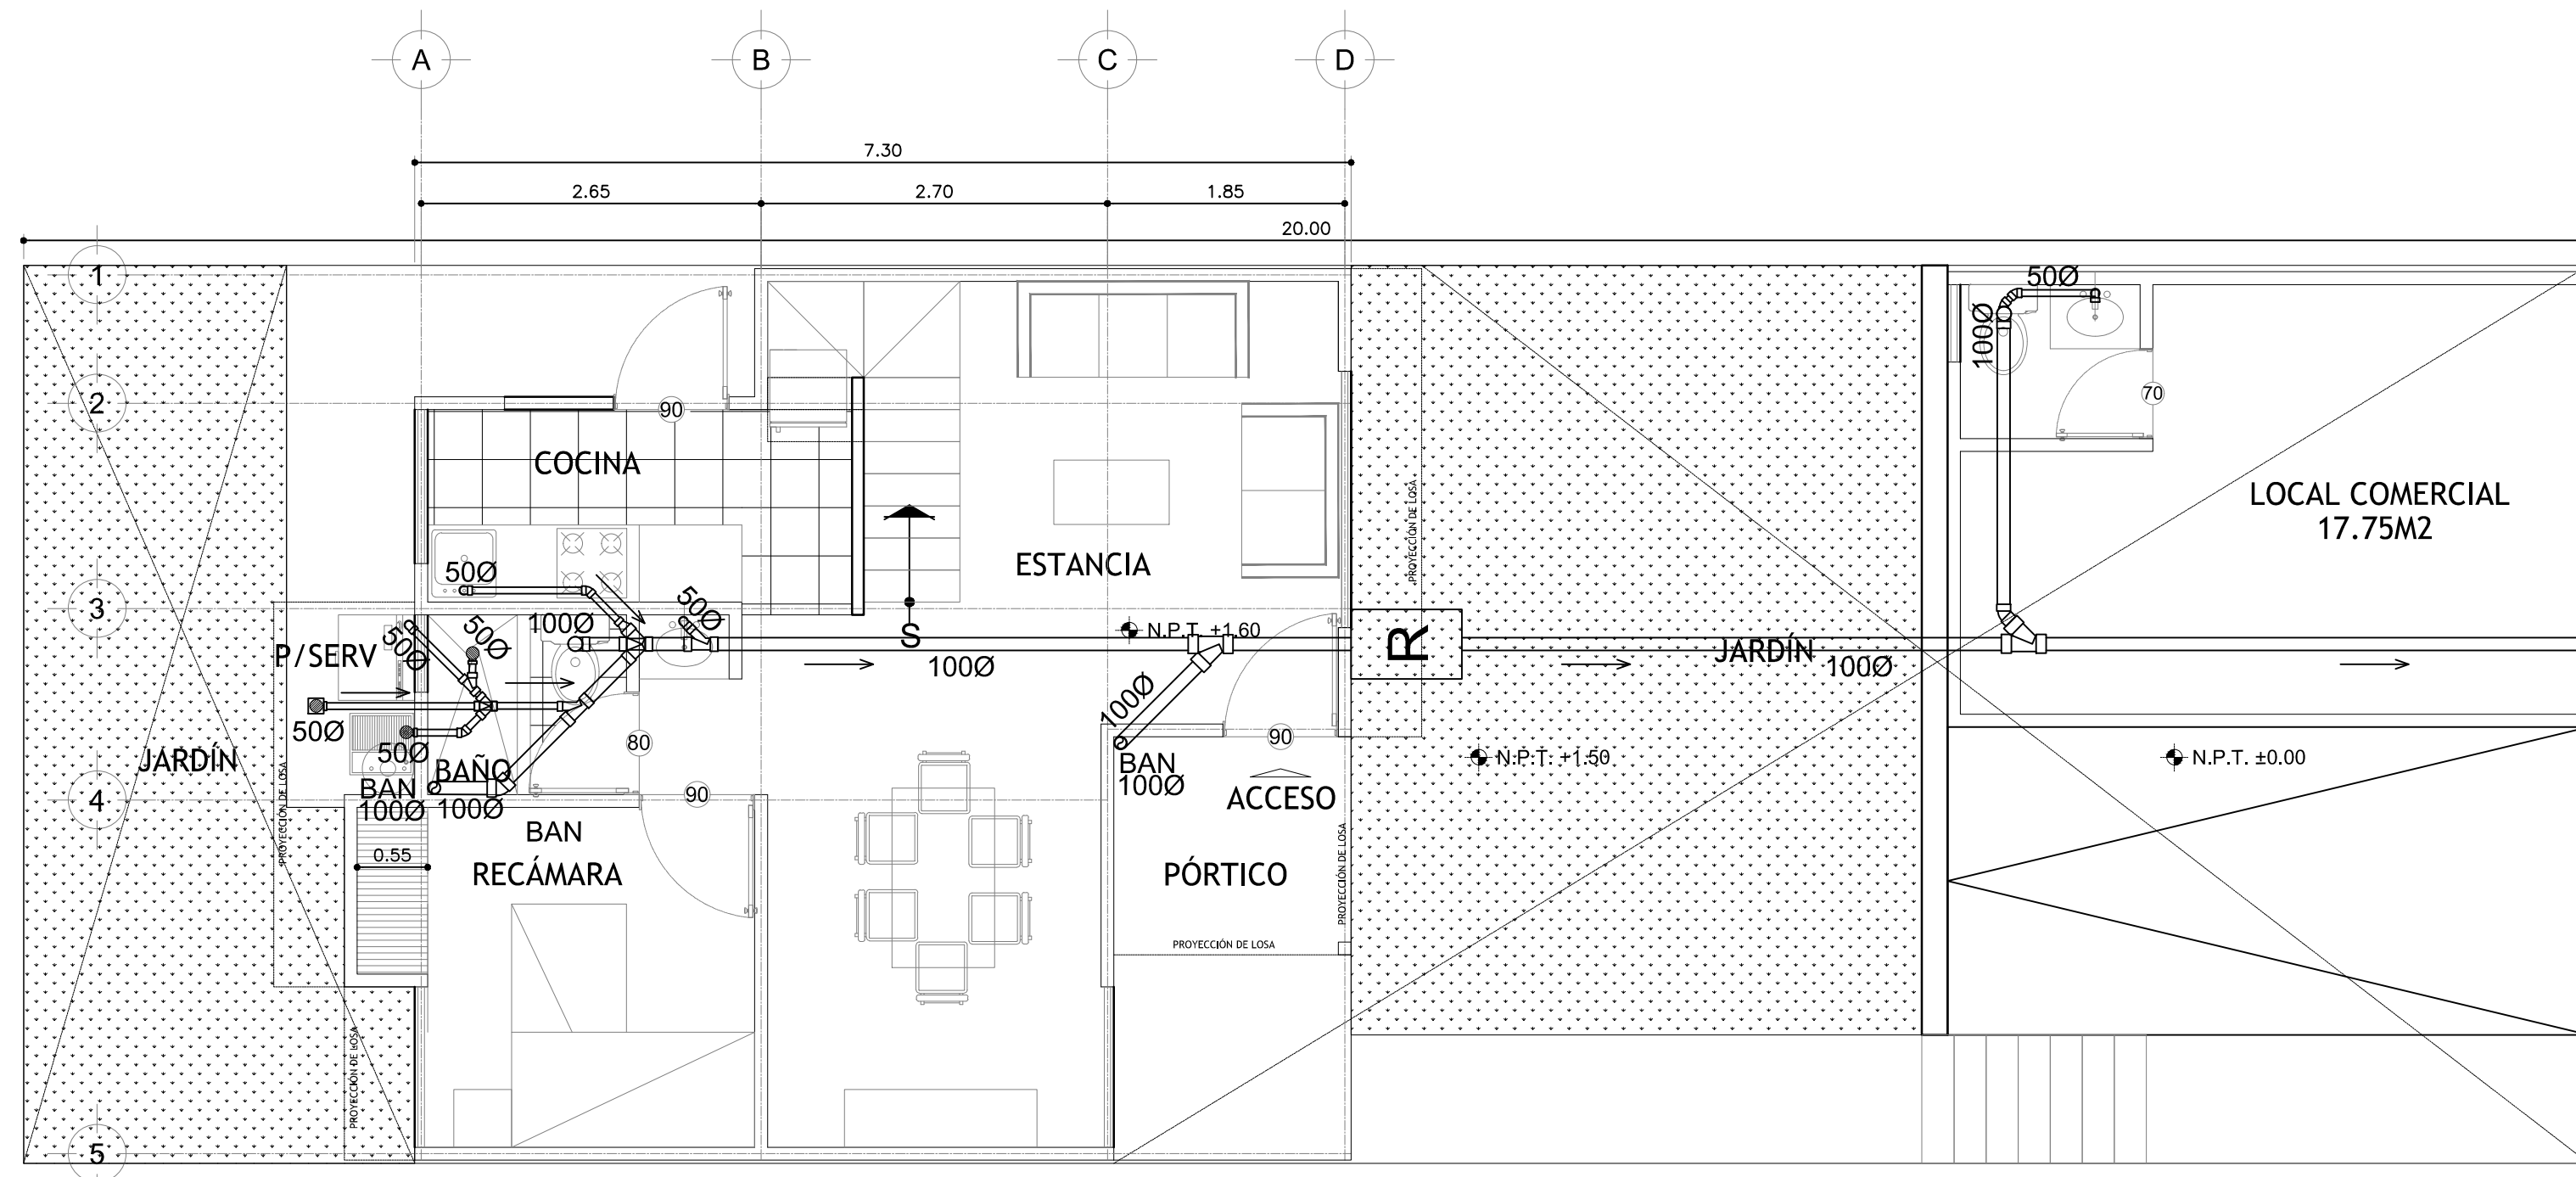 A
B
C
D
7.30
2.65
2.70
1.85
20.00
1
2
3
4
5
50Ø
100Ø
70
90
COCINA
LOCAL COMERCIAL
17.75M2
PROYECCIÓN DE LOSA
ESTANCIA
50Ø
50Ø
50Ø
50Ø
100Ø
S
N.P.T. +1.60
R
P/SERV
100Ø
JARDÍN
100Ø
100Ø
50Ø
50Ø
JARDÍN
BAÑO
80
90
90
BAN
100Ø
100Ø
BAN
100Ø
N.P.T. +1.50
N.P.T. ±0.00
ACCESO
PROYECCIÓN DE LOSA
BAN
0.55
RECÁMARA
PÓRTICO
PROYECCIÓN DE LOSA
PROYECCIÓN DE LOSA
PROYECCIÓN DE LOSA